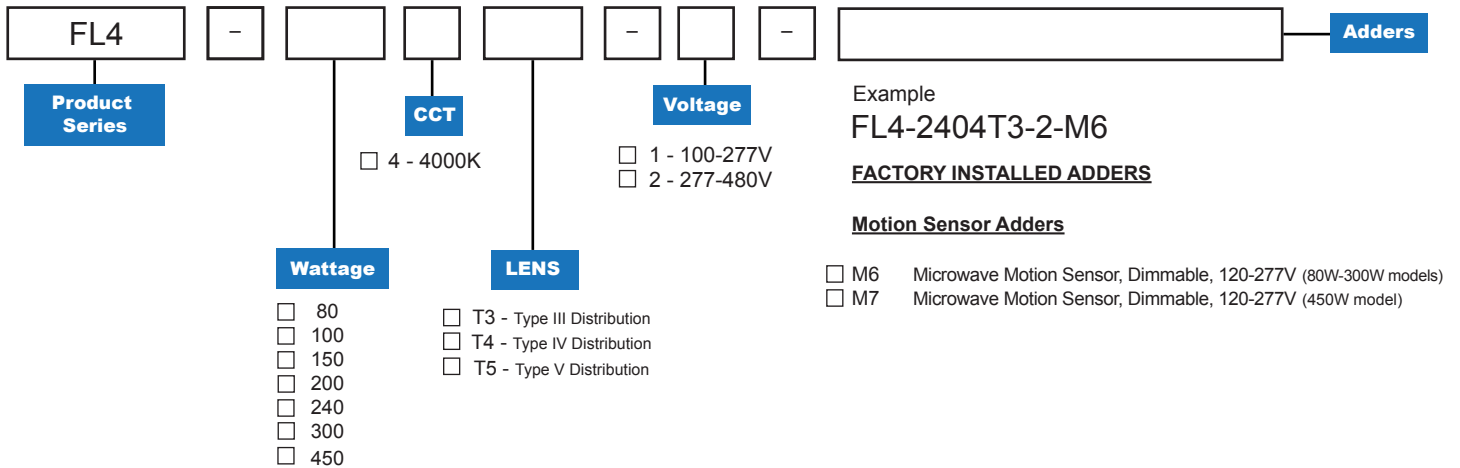 FL4 - - - Adders
Product
Series
Wattage
80
100
150
200
240
300
450
CCT
4 - 4000K
LENS
T3 - Type III Distribution
T4 - Type IV Distribution
T5 - Type V Distribution
Voltage
1 - 100-277V
2 - 277-480V
Example
FL4-2404T3-2-M6
FACTORY INSTALLED ADDERS
Motion Sensor Adders
M6 Microwave Motion Sensor, Dimmable, 120-277V (80W-300W models)
M7 Microwave Motion Sensor, Dimmable, 120-277V (450W model)